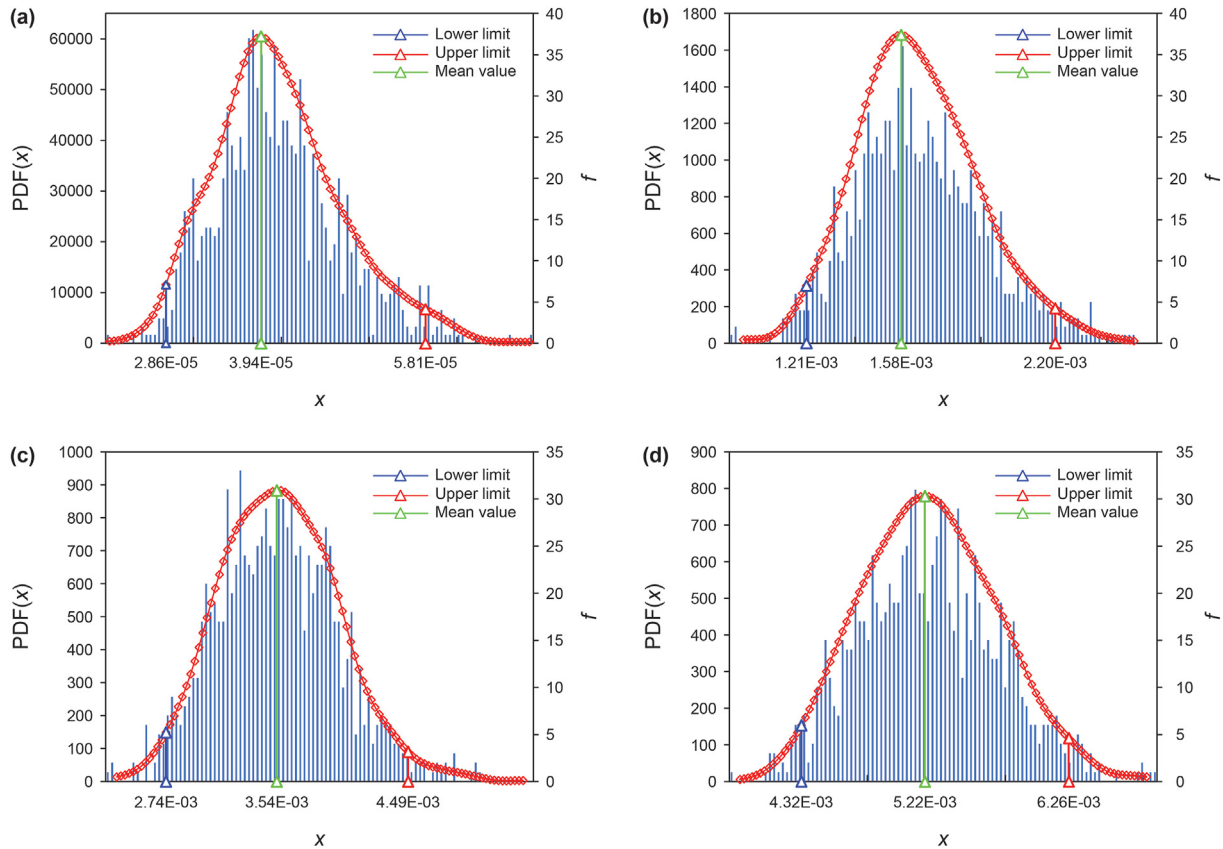 (a)
PDF(x)
60000
50000
40000
30000
20000
10000
0
40
35
30
25
20
15
10
5
0
f
Lower limit
Upper limit
Mean value
2.86E-05 3.94E-05 5.81E-05
x
(b)
PDF(x)
1800
1600
1400
1200
1000
800
600
400
200
0
40
35
30
25
20
15
10
5
0
f
Lower limit
Upper limit
Mean value
1.21E-03 1.58E-03 2.20E-03
x
(c)
PDF(x)
1000
900
800
700
600
500
400
300
200
100
0
35
30
25
20
15
10
5
0
f
Lower limit
Upper limit
Mean value
2.74E-03 3.54E-03 4.49E-03
x
(d)
PDF(x)
900
800
700
600
500
400
300
200
100
0
35
30
25
20
15
10
5
0
f
Lower limit
Upper limit
Mean value
4.32E-03 5.22E-03 6.26E-03
x